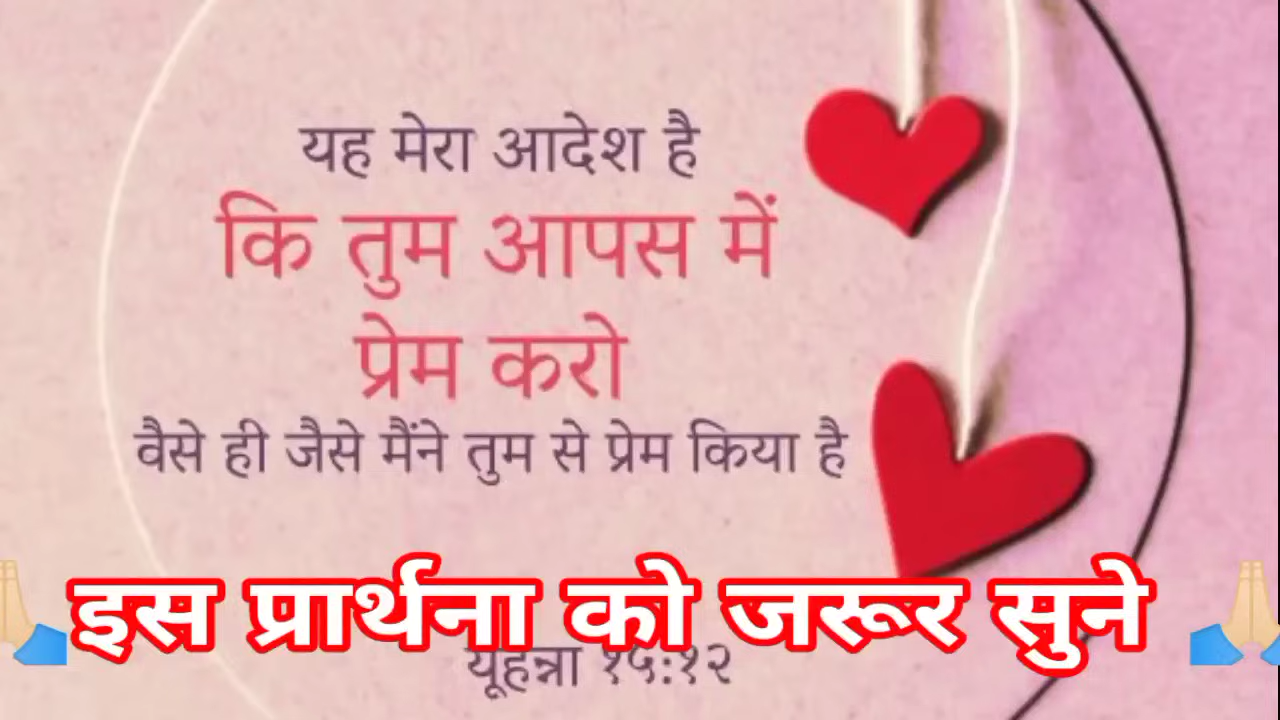 यह मेरा आदेश है
कि तुम आपस में
प्रेम करो
वैसे ही जैसे मैंने तुम से प्रेम किया है
इस प्रार्थना को जरूर सुने
यूहन्ना १५:१२